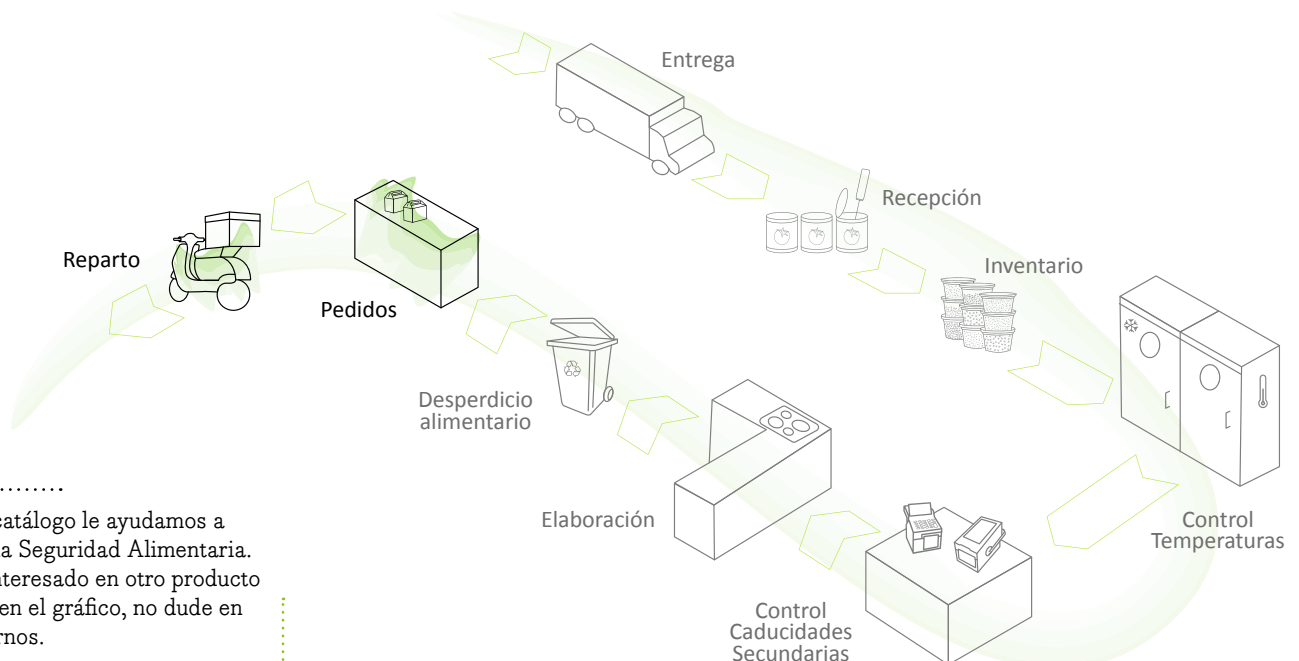 Entrega
Recepción
Inventario
Control
Temperaturas
Control
Caducidades
Secundarias
Elaboración
Desperdicio
alimentario
Pedidos
Reparto
.........
catálogo le ayudamos a
a Seguridad Alimentaria.
nteresado en otro producto
en el gráfico, no dude en
rnos.